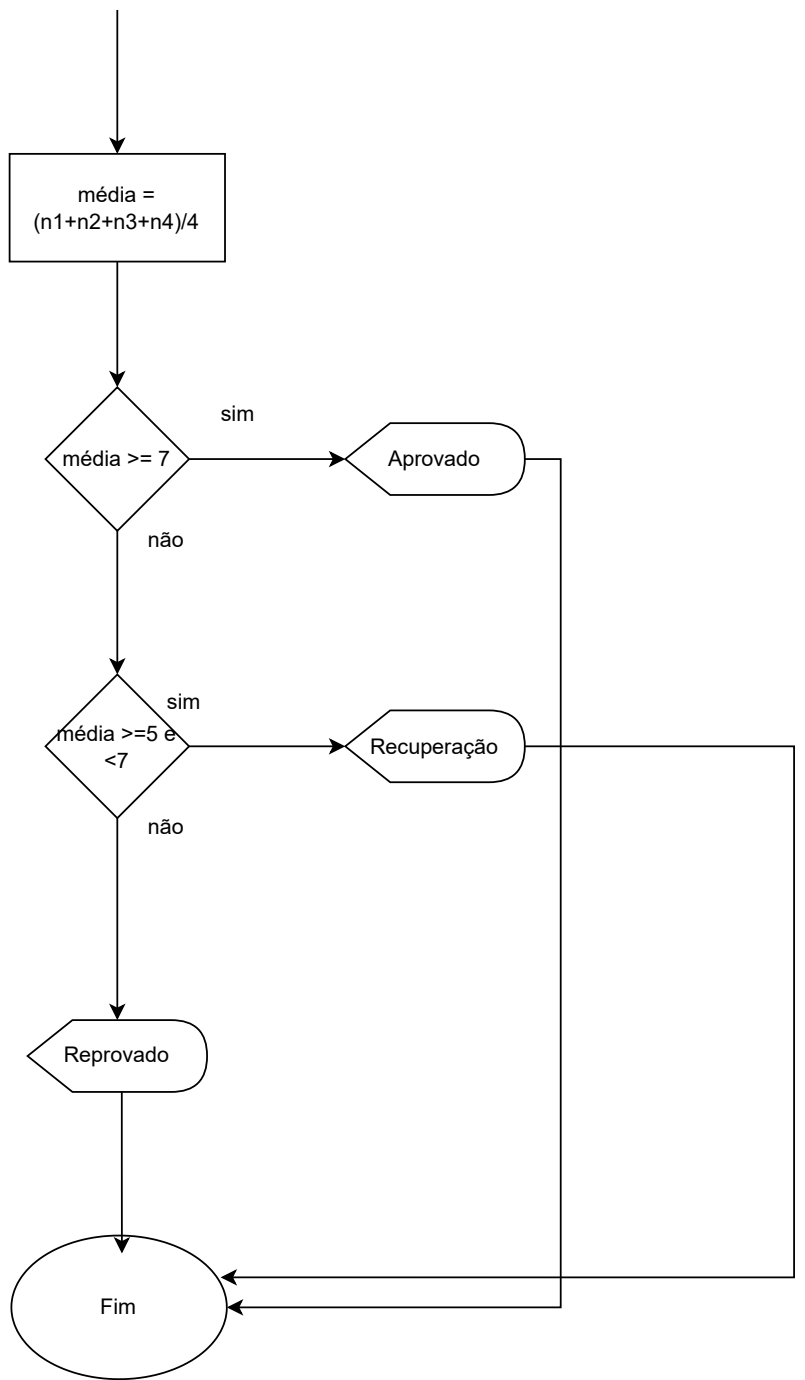 média =
(n1+n2+n3+n4)/4
sim
média >= 7
Aprovado
não
sim
média >=5 e
<7
Recuperação
não
Reprovado
Fim